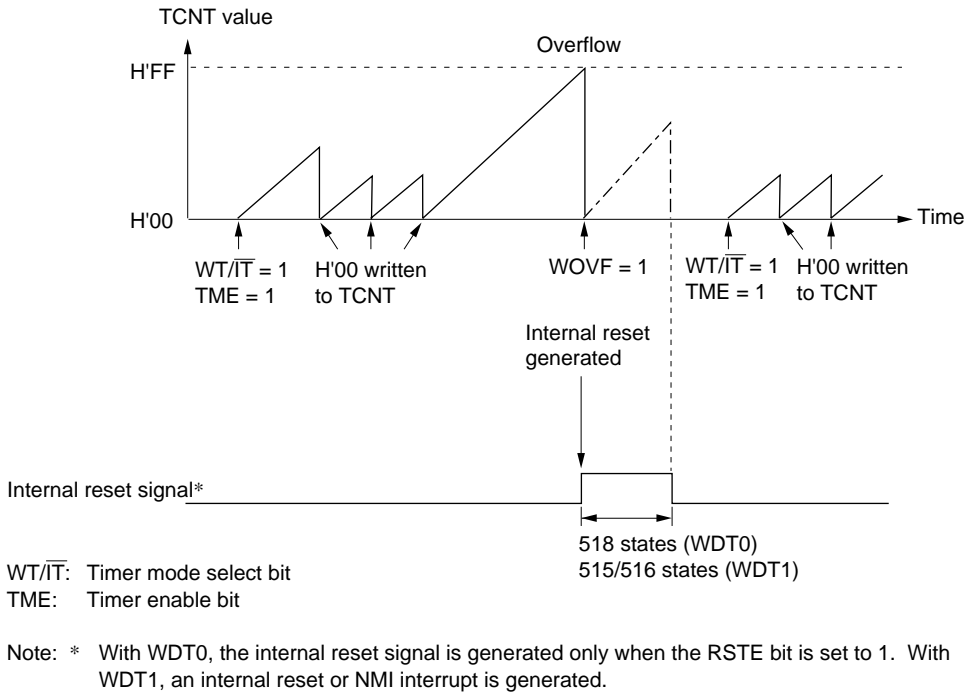 TCNT value
Overflow
H'FF
H'00
Time
WT/IT = 1
TME = 1
H'00 written
to TCNT
WOVF = 1
WT/IT = 1
TME = 1
H'00 written
to TCNT
Internal reset
generated
Internal reset signal*
518 states (WDT0)
515/516 states (WDT1)
WT/IT: Timer mode select bit
TME: Timer enable bit
Note: * With WDT0, the internal reset signal is generated only when the RSTE bit is set to 1. With
WDT1, an internal reset or NMI interrupt is generated.